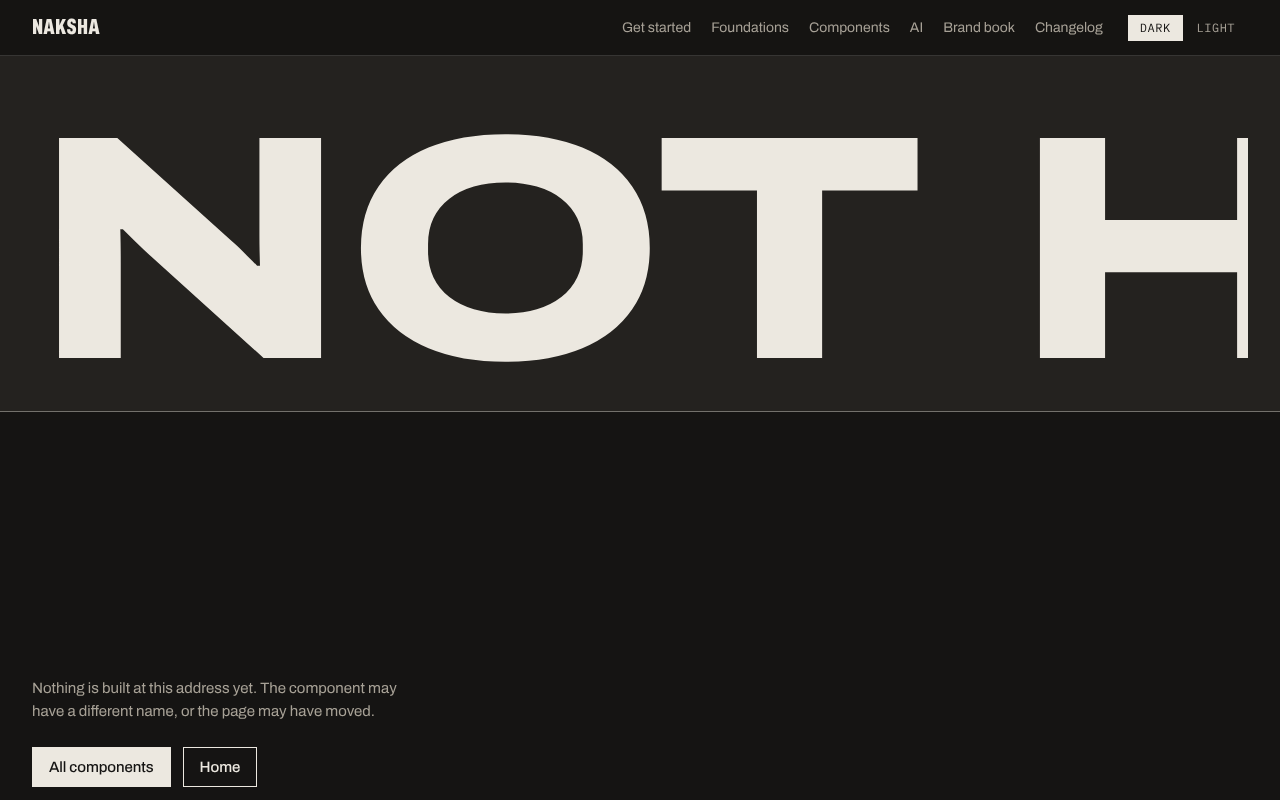 NAKSHA
Get started Foundations Components AI Brand book Changelog DARK LIGHT
NOT H
Nothing is built at this address yet. The component may
have a different name, or the page may have moved.
All components Home